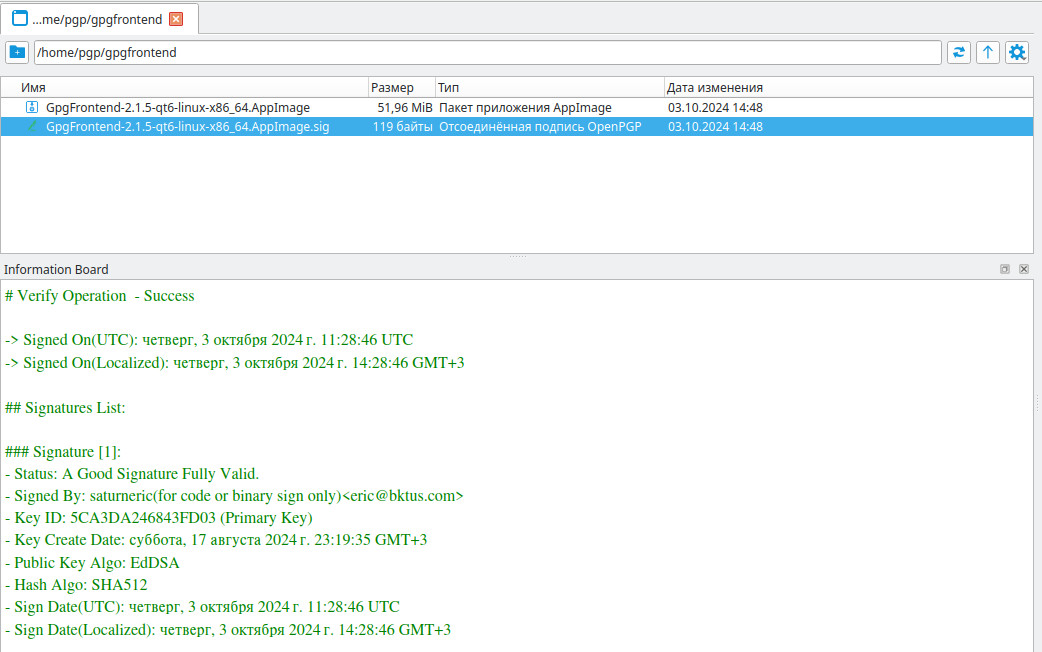 ...me/pgp/gpgfrontend
/home/pgp/gpgfrontend
Имя Размер Тип Дата изменения
GpgFrontend-2.1.5-qt6-linux-x86_64.AppImage 51,96 MiB Пакет приложения AppImage 03.10.2024 14:48
GpgFrontend-2.1.5-qt6-linux-x86_64.AppImage.sig 119 байты Отсоединённая подпись OpenPGP 03.10.2024 14:48
Information Board
# Verify Operation - Success
-> Signed On(UTC): четверг, 3 октября 2024 г. 11:28:46 UTC
-> Signed On(Localized): четверг, 3 октября 2024 г. 14:28:46 GMT+3
## Signatures List:
### Signature [1]:
- Status: A Good Signature Fully Valid.
- Signed By: saturneric(for code or binary sign only)<eric@bktus.com>
- Key ID: 5CA3DA246843FD03 (Primary Key)
- Key Create Date: суббота, 17 августа 2024 г. 23:19:35 GMT+3
- Public Key Algo: EdDSA
- Hash Algo: SHA512
- Sign Date(UTC): четверг, 3 октября 2024 г. 11:28:46 UTC
- Sign Date(Localized): четверг, 3 октября 2024 г. 14:28:46 GMT+3